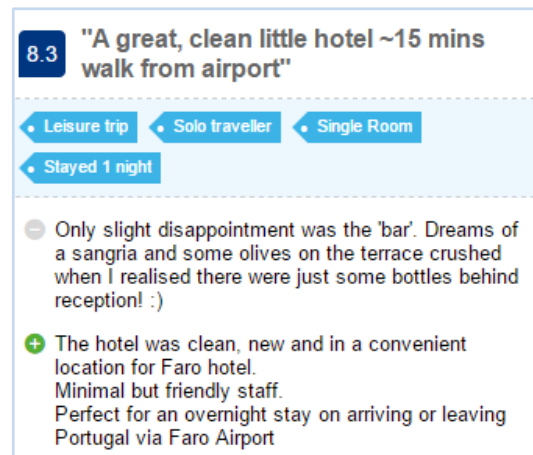 8.3
"A great, clean little hotel ~15 mins
walk from airport"
Leisure trip
Solo traveller
Single Room
Stayed 1 night
Only slight disappointment was the 'bar'. Dreams of
a sangria and some olives on the terrace crushed
when I realised there were just some bottles behind
reception! :)
The hotel was clean, new and in a convenient
location for Faro hotel.
Minimal but friendly staff.
Perfect for an overnight stay on arriving or leaving
Portugal via Faro Airport